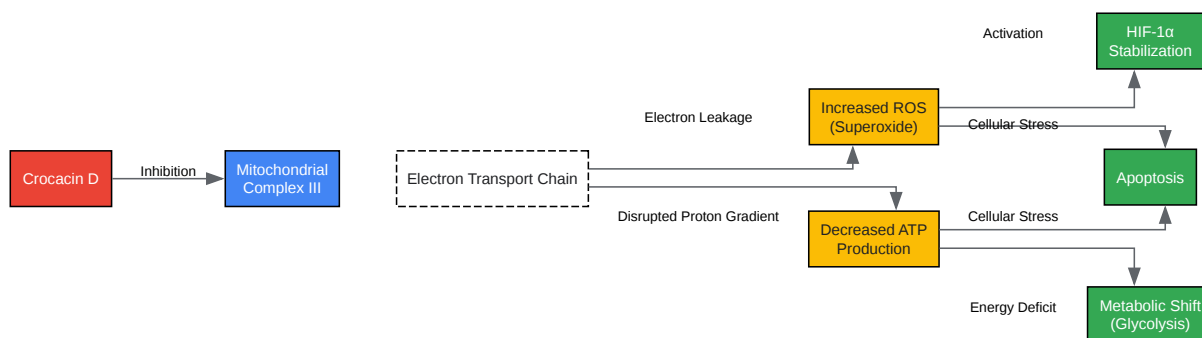 Crocacin D
Inhibition
Mitochondrial
Complex III
Electron Transport Chain
Electron Leakage
Disrupted Proton Gradient
Increased ROS
(Superoxide)
Decreased ATP
Production
Activation
Cellular Stress
Cellular Stress
Energy Deficit
HIF-1α
Stabilization
Apoptosis
Metabolic Shift
(Glycolysis)